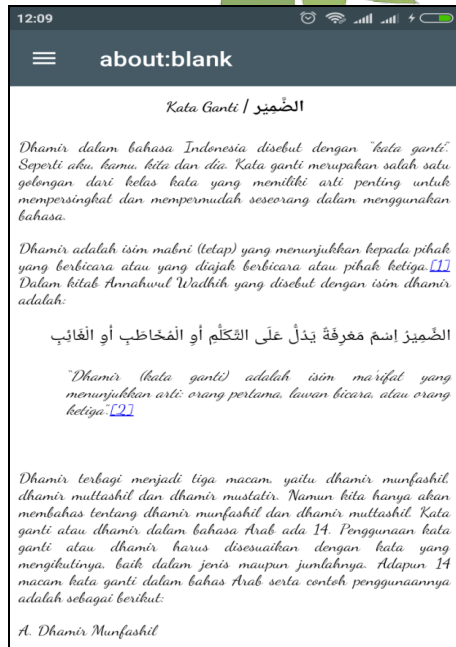 12:09
about:blank
Kata Ganti / الضَّمِيْر
Dhamir dalam bahasa Indonesia disebut dengan "kata ganti".
Seperti aku, kamu, kita dan dia. Kata ganti merupakan salah satu
golongan dari kelas kata yang memiliki arti penting untuk
mempersingkat dan mempermudah seseorang dalam menggunakan
bahasa.
Dhamir adalah isim mabni (tetap) yang menunjukkan kepada pihak
yang berbicara atau yang diajak berbicara atau pihak ketiga.[1]
Dalam kitab Annahwul Wadhih yang disebut dengan isim dhamir
adalah:
الضَّمِيْرُ اِسْمٌ مَعْرِفَةٌ يَدَلُّ عَلَى التَّكَلُّمِ أوِ الْمُخَاطَبِ أوِ الْغَائِبِ
"Dhamir (kata ganti) adalah isim ma'rifat yang
menunjukkan arti: orang pertama, lawan bicara, atau orang
ketiga".[2]
Dhamir terbagi menjadi tiga macam, yaitu dhamir munfashil,
dhamir muttashil dan dhamir mustatir. Namun kita hanya akan
membahas tentang dhamir munfashil dan dhamir muttashil. Kata
ganti atau dhamir dalam bahasa Arab ada 14. Penggunaan kata
ganti atau dhamir harus disesuaikan dengan kata yang
mengikutinya, baik dalam jenis maupun jumlahnya. Adapun 14
macam kata ganti dalam bahas Arab serta contoh penggunaannya
adalah sebagai berikut:
A. Dhamir Munfashil